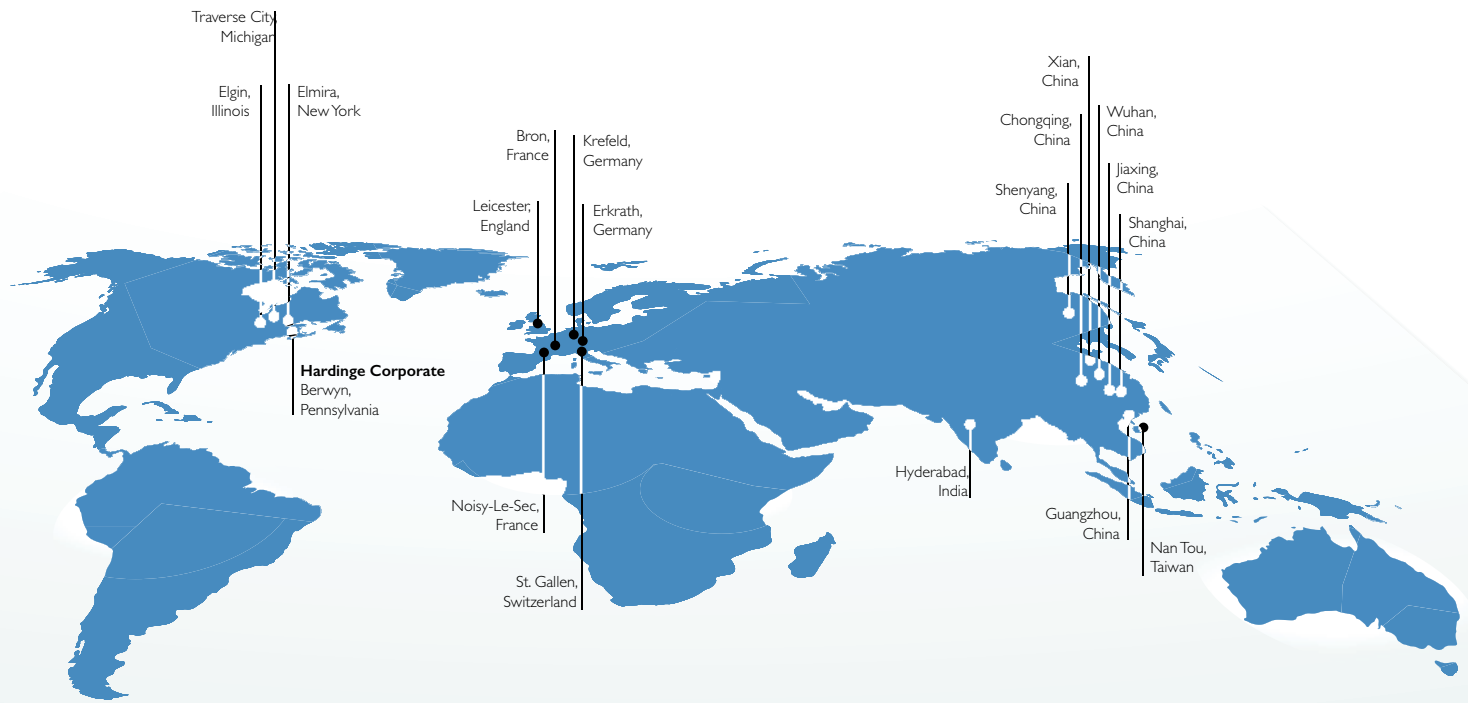 Traverse City,
Michigan
Elgin,
Illinois
Elmira,
New York
Hardinge Corporate
Berwyn,
Pennsylvania
Bron,
France
Krefeld,
Germany
Leicester,
England
Erkrath,
Germany
Noisy-Le-Sec,
France
St. Gallen,
Switzerland
Xian,
China
Chongqing,
China
Wuhan,
China
Jiaxing,
China
Shenyang,
China
Shanghai,
China
Hyderabad,
India
Guangzhou,
China
Nan Tou,
Taiwan